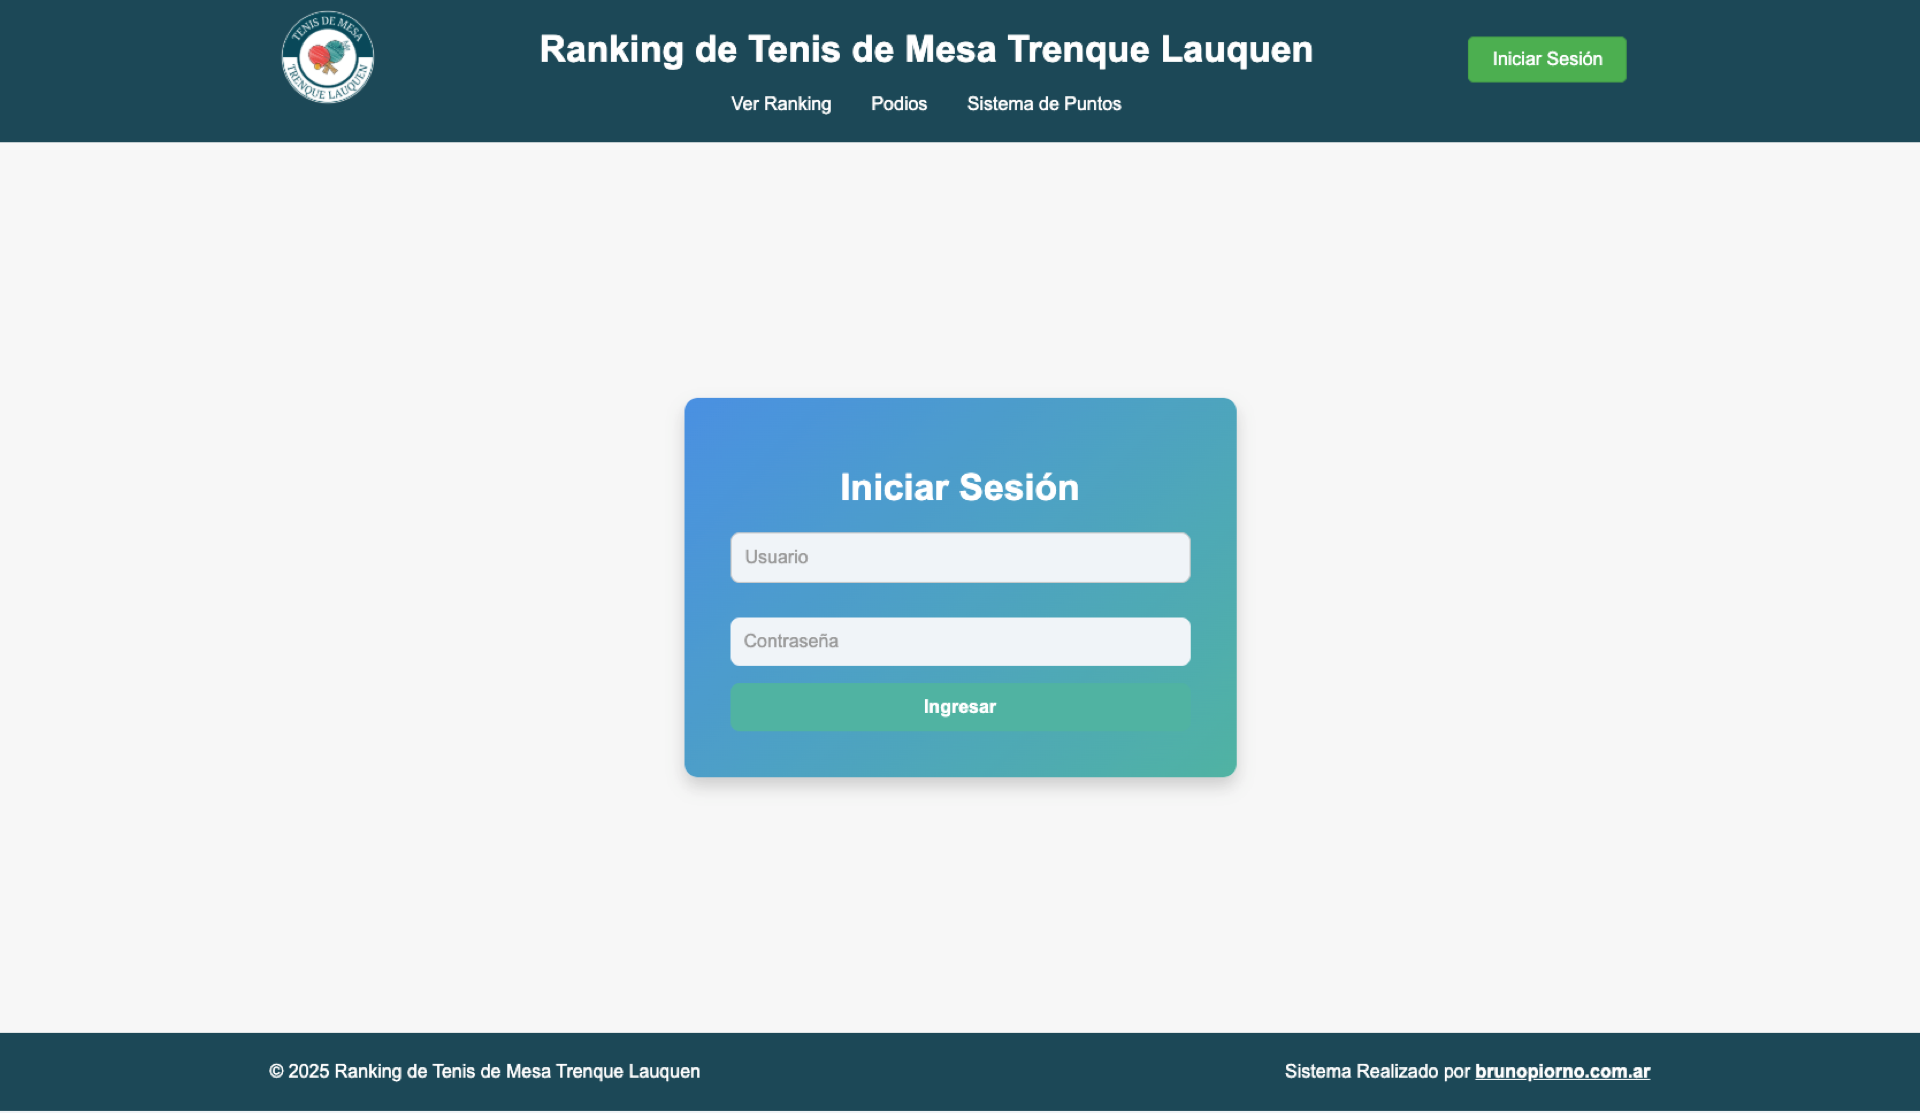 TENIS DE MESA
TRENQUE LAUQUEN
Ranking de Tenis de Mesa Trenque Lauquen
Iniciar Sesión
Ver Ranking
Podios
Sistema de Puntos
Iniciar Sesión
Usuario
Contraseña
Ingresar
© 2025 Ranking de Tenis de Mesa Trenque Lauquen
Sistema Realizado por brunopiorno.com.ar